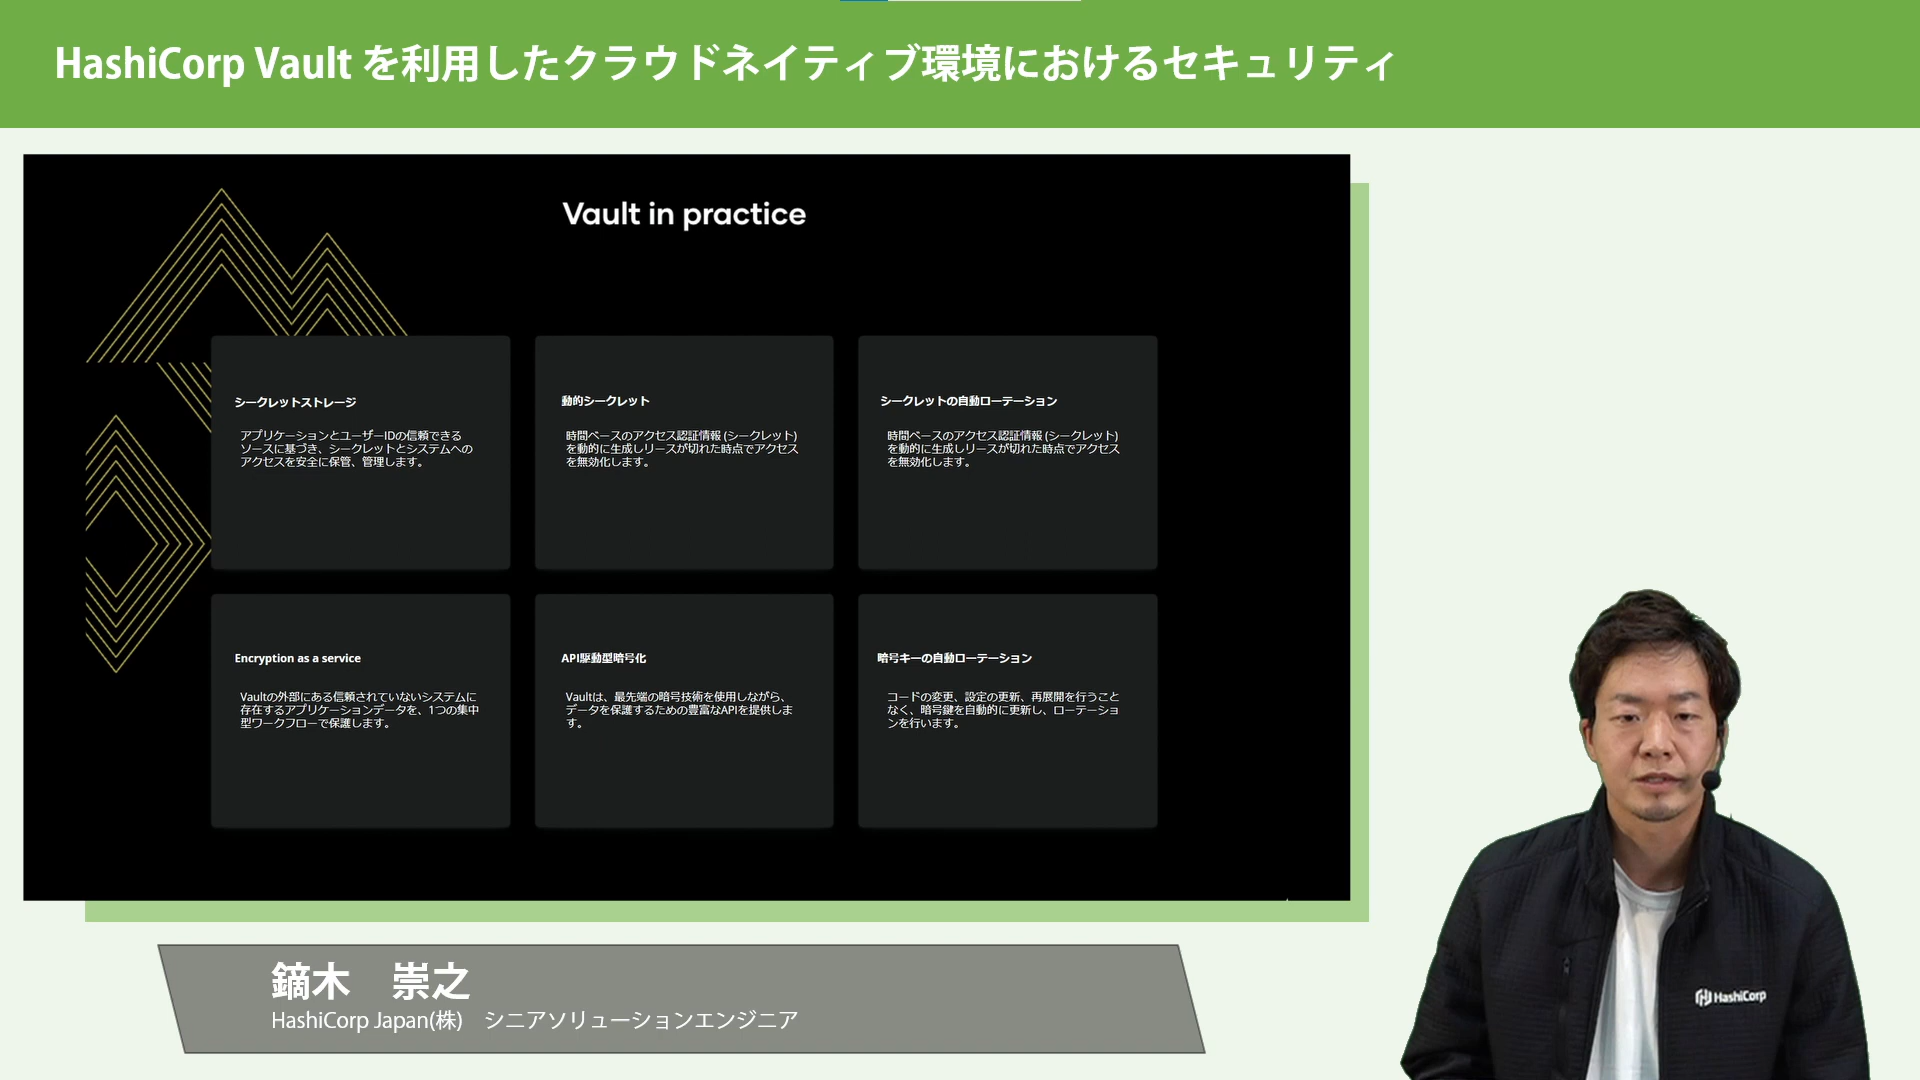 HashiCorp Vault を利用したクラウドネイティブ環境におけるセキュリティ
Vault in practice
シークレットストレージ
アプリケーションとユーザーIDの信頼できる
ソースに基づき、シークレットとシステムへの
アクセスを安全に保管、管理します。
動的シークレット
時間ベースのアクセス認証情報 (シークレット)
を動的に生成しリースが切れた時点でアクセス
を無効化します。
シークレットの自動ローテーション
時間ベースのアクセス認証情報 (シークレット)
を動的に生成しリースが切れた時点でアクセス
を無効化します。
Encryption as a service
Vaultの外部にある信頼されていないシステムに
存在するアプリケーションデータを、1つの集中
型ワークフローで保護します。
API駆動型暗号化
Vaultは、最先端の暗号技術を使用しながら、
データを保護するための豊富なAPIを提供しま
す。
暗号キーの自動ローテーション
コードの変更、設定の更新、再展開を行うこと
なく、暗号鍵を自動的に更新し、ローテーショ
ンを行います。
鏑木　崇之
HashiCorp Japan(株)　シニアソリューションエンジニア
HashiCorp